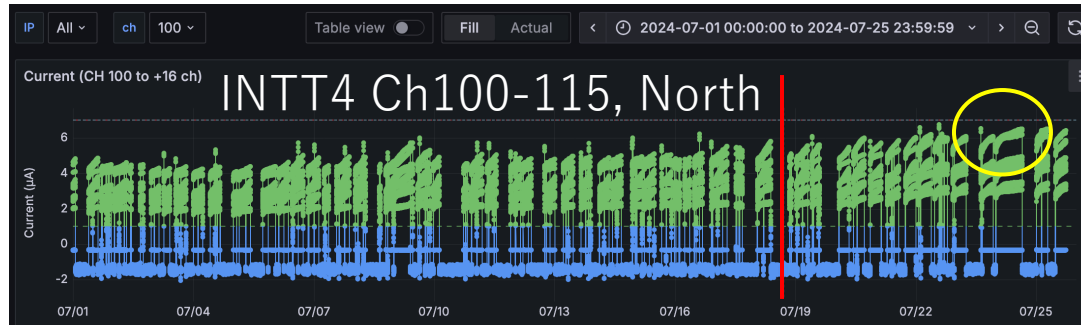 IP All ch 100 Table view Fill Actual 2024-07-01 00:00:00 to 2024-07-25 23:59:59
Current (CH 100 to +16 ch)
INTT4 Ch100-115, North
Current (μA)
6
4
2
0
-2
07/01 07/04 07/07 07/10 07/13 07/16 07/19 07/22 07/25